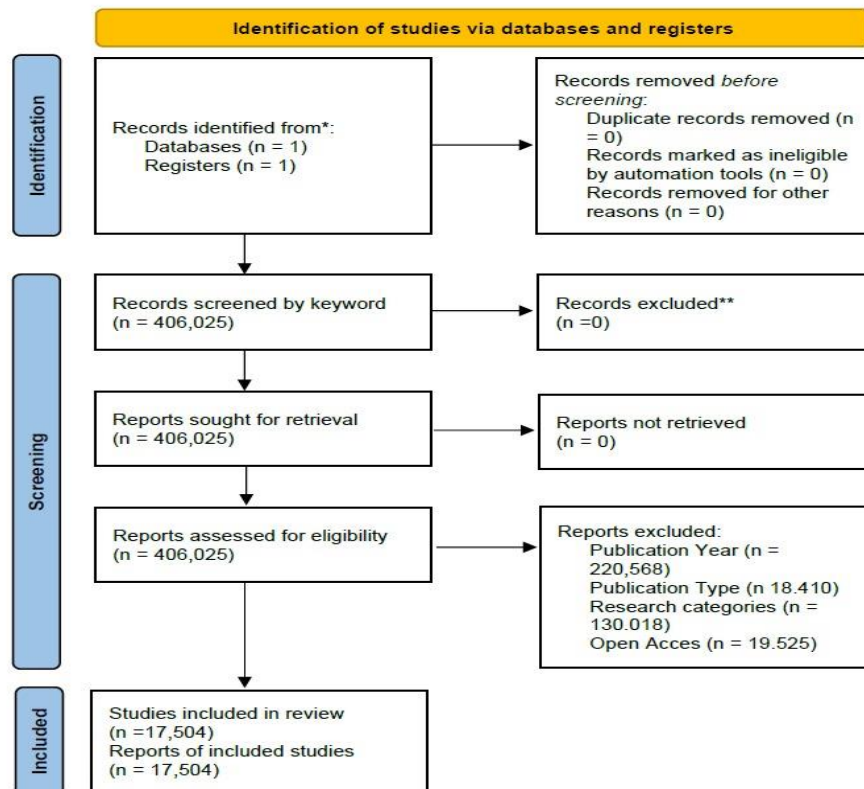 Identification of studies via databases and registers
Identification
Records identified from*:
Databases (n = 1)
Registers (n = 1)
Records removed before
screening:
Duplicate records removed (n
= 0)
Records marked as ineligible
by automation tools (n = 0)
Records removed for other
reasons (n = 0)
Screening
Records screened by keyword
(n = 406,025)
Records excluded**
(n =0)
Reports sought for retrieval
(n = 406,025)
Reports not retrieved
(n = 0)
Reports assessed for eligibility
(n = 406,025)
Reports excluded:
Publication Year (n =
220,568)
Publication Type (n 18.410)
Research categories (n =
130.018)
Open Acces (n = 19.525)
Included
Studies included in review
(n =17,504)
Reports of included studies
(n = 17,504)